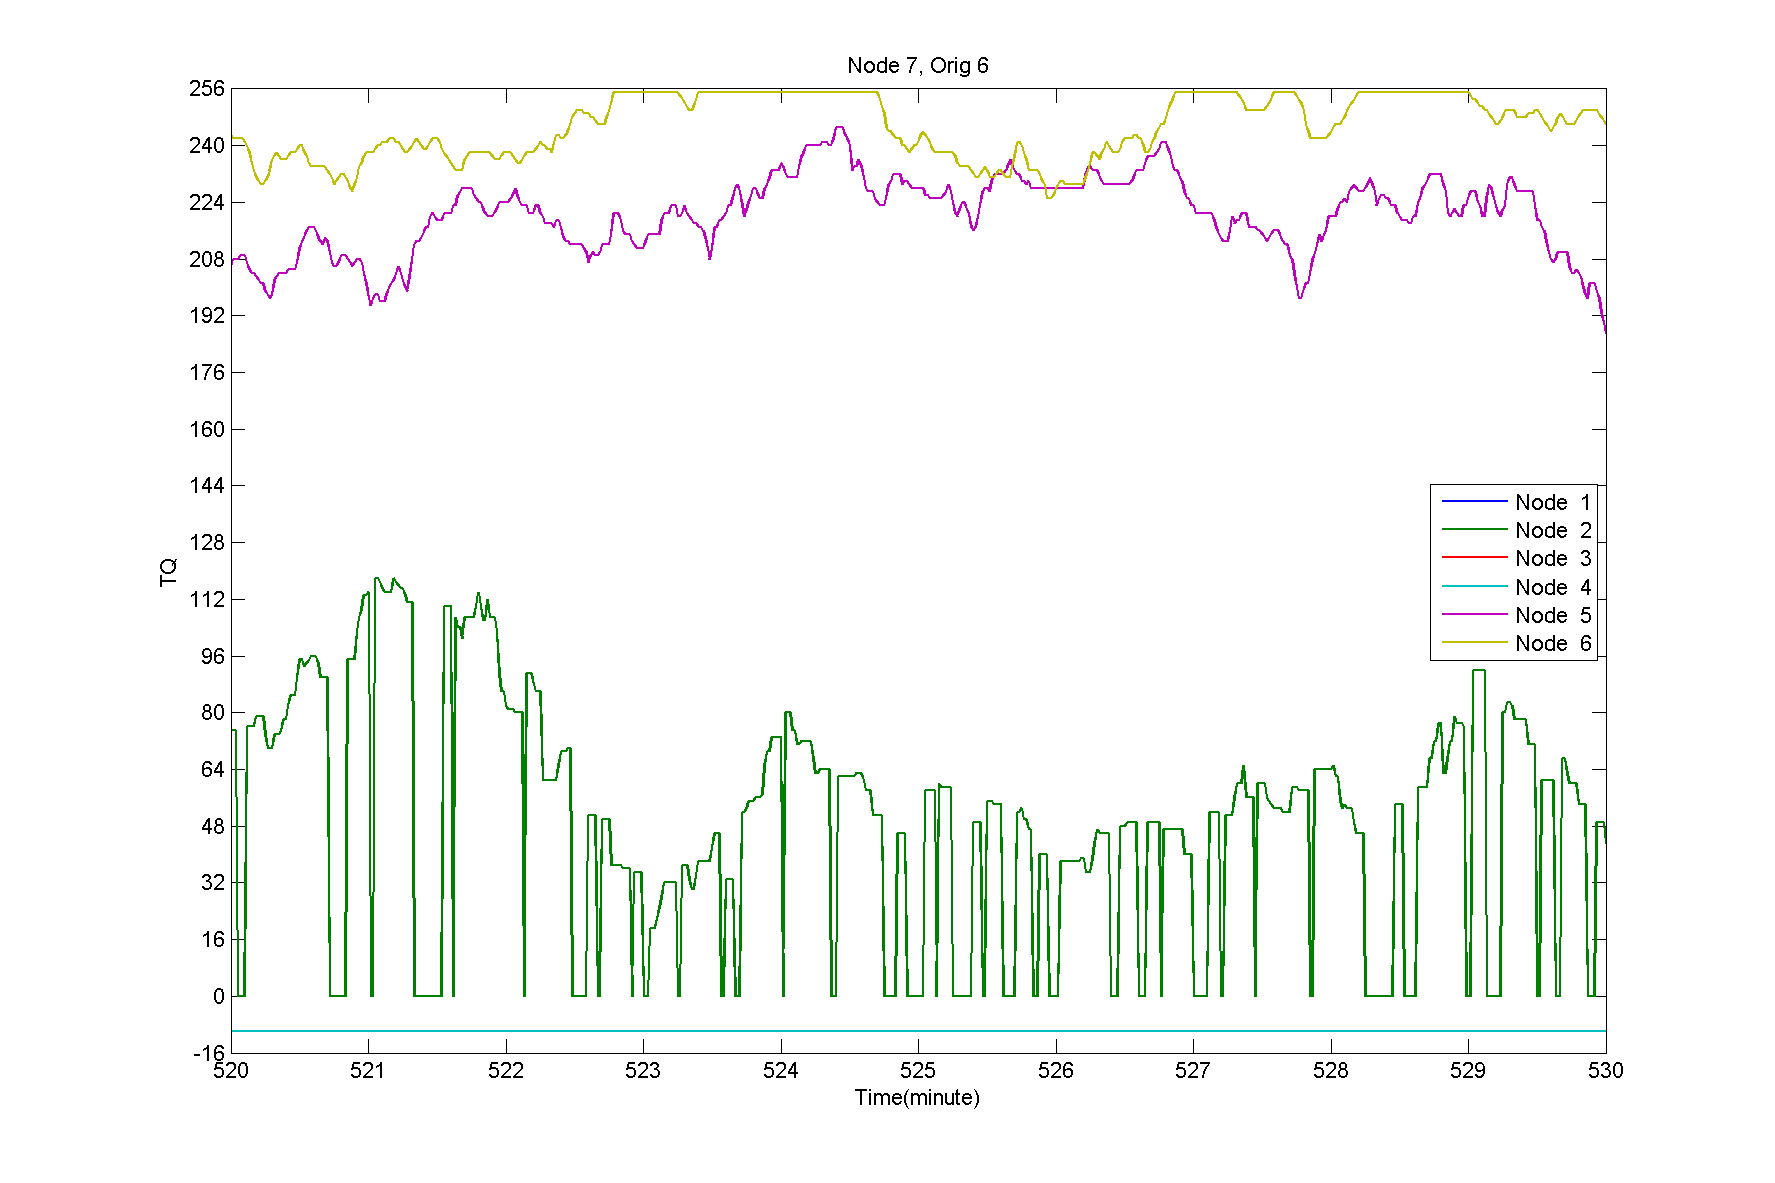 Node 7, Orig 6
256
240
224
208
192
176
160
144
128
112
96
80
64
48
32
16
0
-16
TQ
Node 1
Node 2
Node 3
Node 4
Node 5
Node 6
520 521 522 523 524 525 526 527 528 529 530
Time(minute)